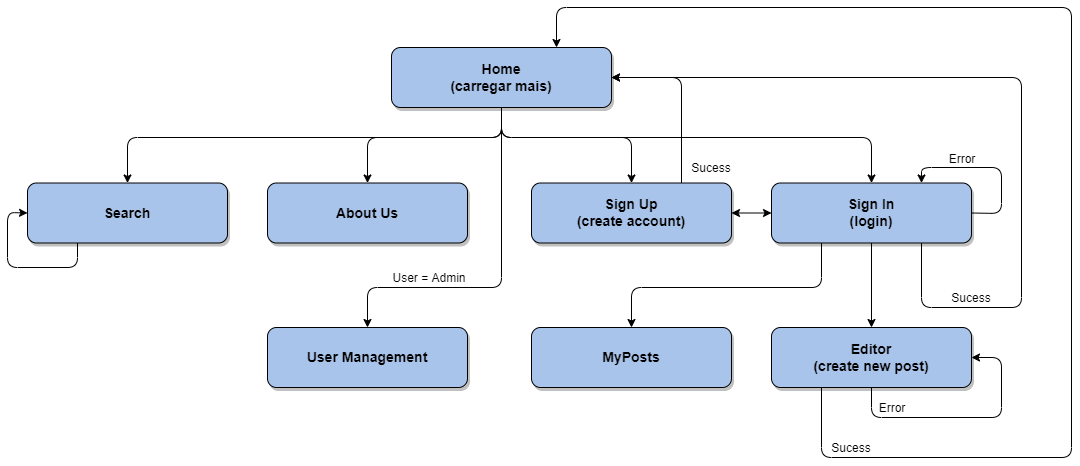 Home
(carregar mais)
Sucess
Error
Search
About Us
Sign Up
(create account)
Sign In
(login)
User = Admin
Sucess
User Management
MyPosts
Editor
(create new post)
Error
Sucess